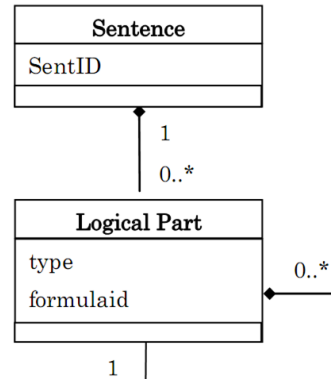 Sentence
SentID
1
0..*
Logical Part
type
formulaid
0..*
1